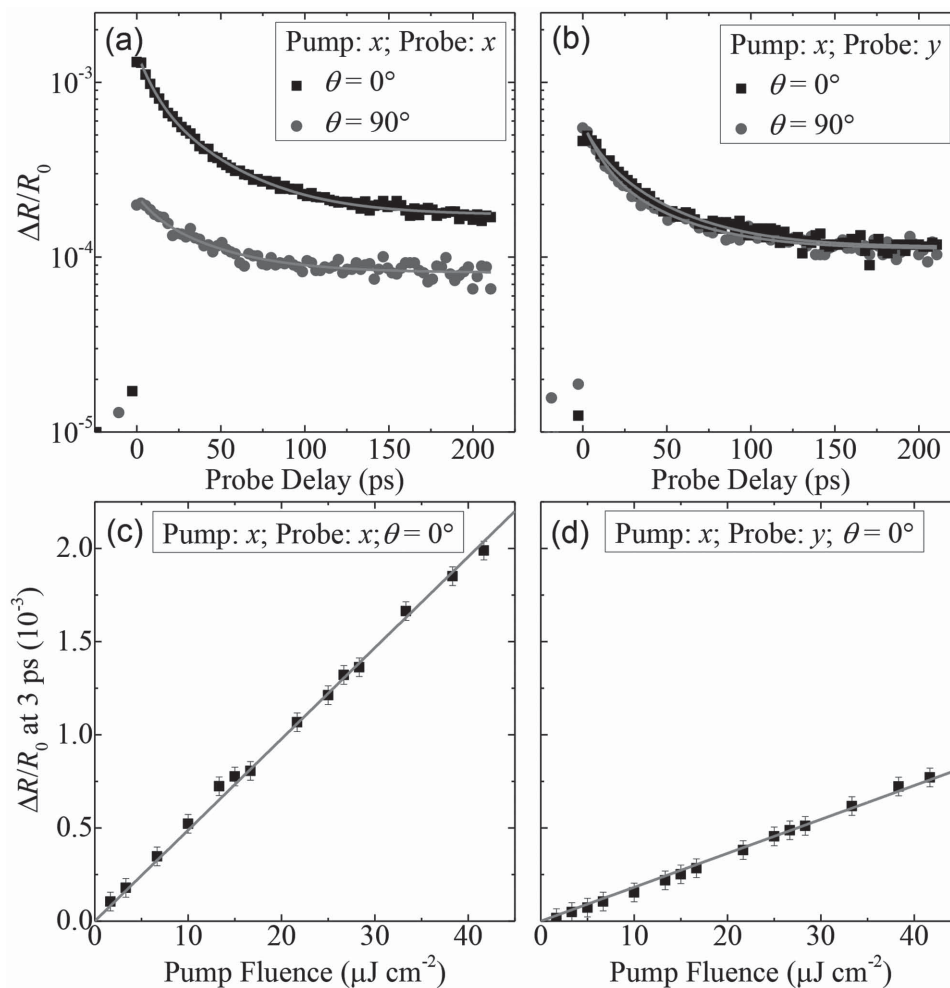 (a)
Pump: x; Probe: x
θ = 0°
θ = 90°
10⁻³
10⁻⁴
10⁻⁵
ΔR/R₀
0 50 100 150 200
Probe Delay (ps)
(b)
Pump: x; Probe: y
θ = 0°
θ = 90°
0 50 100 150 200
Probe Delay (ps)
(c)
Pump: x; Probe: x;θ = 0°
2.0
1.5
1.0
0.5
0.0
ΔR/R₀ at 3 ps (10⁻³)
0 10 20 30 40
Pump Fluence (μJ cm⁻²)
(d)
Pump: x; Probe: y; θ = 0°
0 10 20 30 40
Pump Fluence (μJ cm⁻²)